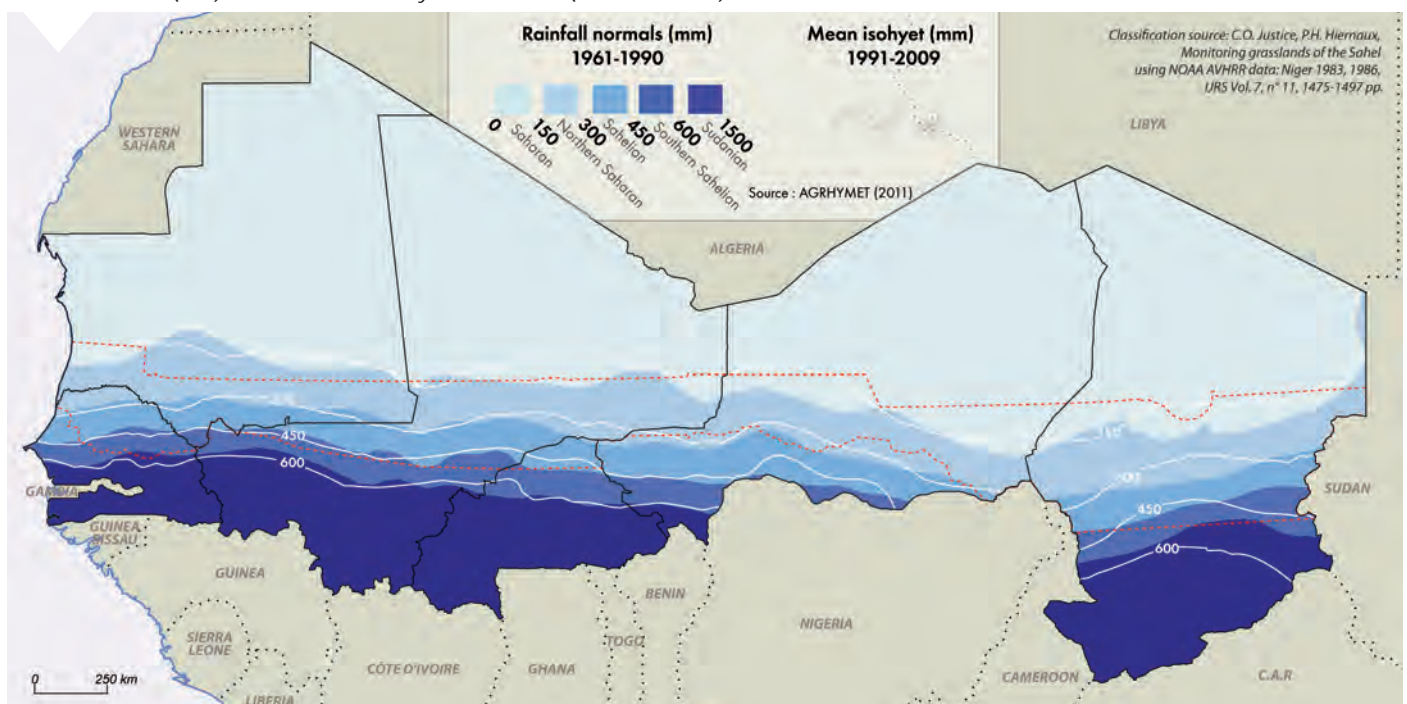 Rainfall normals (mm)
1961-1990
Mean isohyet (mm)
1991-2009
Classification source: C.O. Justice, P.H. Hiernaux,
Monitoring grasslands of the Sahel
using NOAA AVHRR data: Niger 1983, 1986,
URS Vol. 7, n° 11, 1475-1497 pp.
0
150
300
450
600
1500
Saharan
Northern Saharan
Sahelian
Southern Sahelian
Sudanian
Source : AGRHYMET (2011)
WESTERN
SAHARA
LIBYA
ALGERIA
450
600
450
600
SUDAN
GAMBIA
GUINEA
BISSAU
GUINEA
SIERRA
LEONE
LIBERIA
CÔTE D'IVOIRE
GHANA
TOGO
BENIN
NIGERIA
CAMEROON
C.A.R
0
250 km